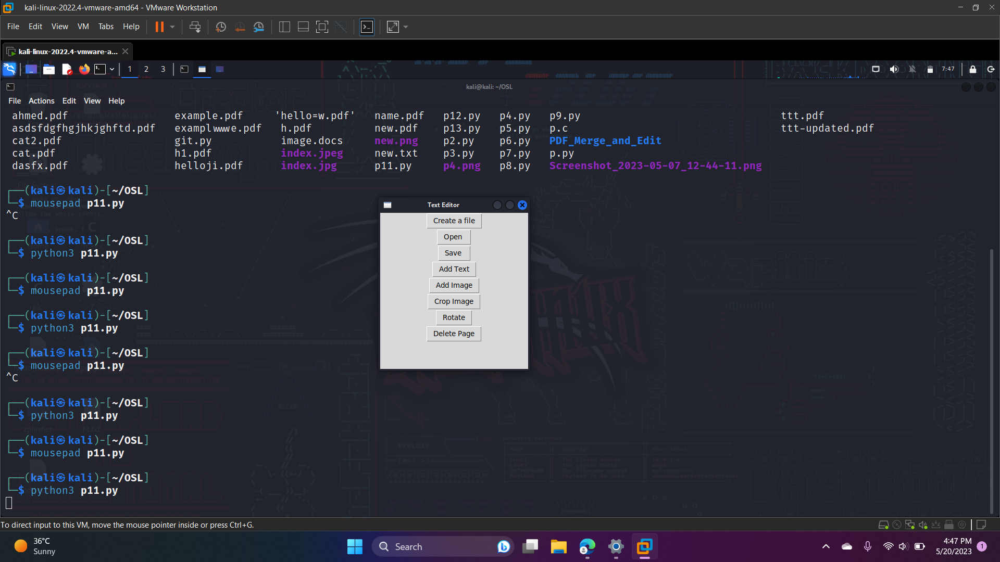 kali-linux-2022.4-vmware-amd64 - VMware Workstation
File Edit View VM Tabs Help
kali-linux-2022.4-vmware-a...
1 2 3
7:47
kali@kali: ~/OSL
File Actions Edit View Help
ahmed.pdf example.pdf 'hello=w.pdf' name.pdf p12.py p4.py p9.py ttt.pdf
asdsfdgfhgjhkjghftd.pdf examplwwwe.pdf h.pdf new.pdf p13.py p5.py p.c ttt-updated.pdf
cat2.pdf git.py image.docs new.png p2.py p6.py PDF_Merge_and_Edit
cat.pdf h1.pdf index.jpeg new.txt p3.py p7.py p.py
dasfx.pdf helloji.pdf index.jpg p11.py p4.png p8.py Screenshot_2023-05-07_12-44-11.png
┌──(kali㉿kali)-[~/OSL]
└─$ mousepad p11.py
^C
┌──(kali㉿kali)-[~/OSL]
└─$ python3 p11.py
┌──(kali㉿kali)-[~/OSL]
└─$ mousepad p11.py
┌──(kali㉿kali)-[~/OSL]
└─$ python3 p11.py
┌──(kali㉿kali)-[~/OSL]
└─$ mousepad p11.py
^C
┌──(kali㉿kali)-[~/OSL]
└─$ python3 p11.py
┌──(kali㉿kali)-[~/OSL]
└─$ mousepad p11.py
┌──(kali㉿kali)-[~/OSL]
└─$ python3 p11.py
Text Editor
Create a file
Open
Save
Add Text
Add Image
Crop Image
Rotate
Delete Page
To direct input to this VM, move the mouse pointer inside or press Ctrl+G.
36°C
Sunny
Search
4:47 PM
5/20/2023
1